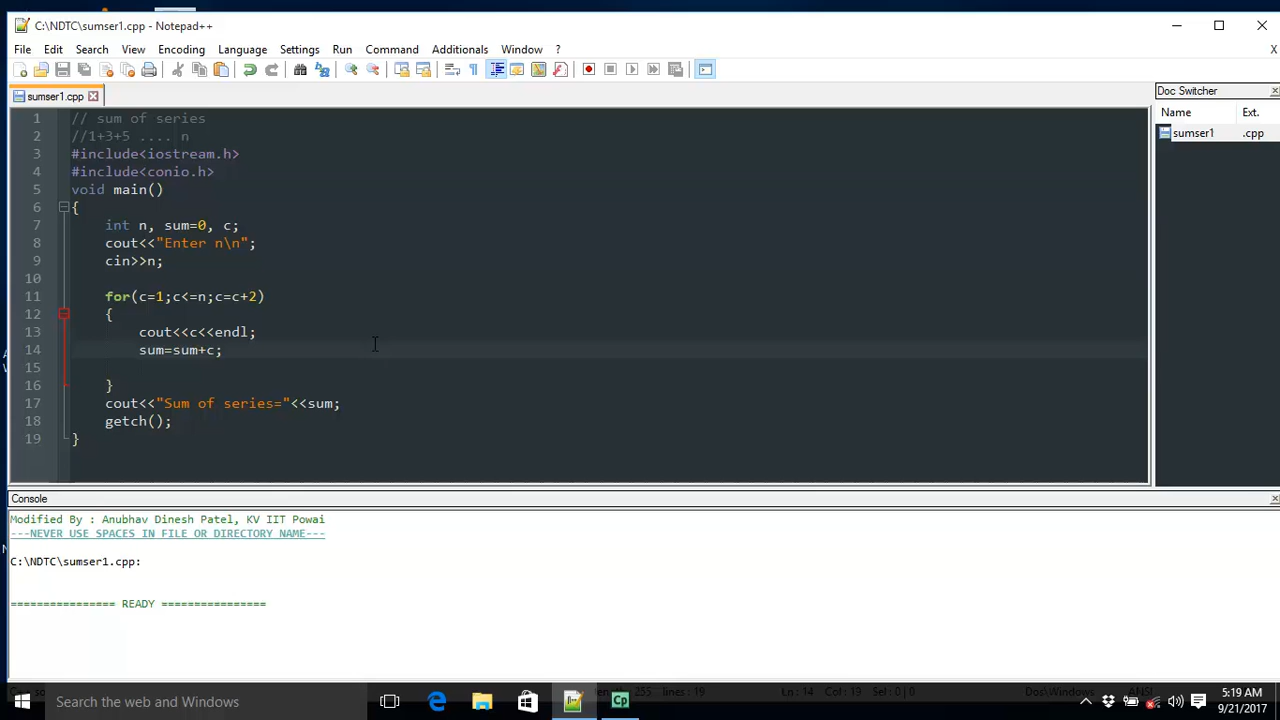 C:\NDTC\sumser1.cpp - Notepad++
File Edit Search View Encoding Language Settings Run Command Additionals Window ? X
sumser1.cpp
Doc Switcher
Name Ext.
sumser1 .cpp
1 // sum of series
2 //1+3+5 .... n
3 #include<iostream.h>
4 #include<conio.h>
5 void main()
6 {
7 int n, sum=0, c;
8 cout<<"Enter n\n";
9 cin>>n;
10
11 for(c=1;c<=n;c=c+2)
12 {
13 cout<<c<<endl;
14 sum=sum+c;
15
16 }
17 cout<<"Sum of series="<<sum;
18 getch();
19 }
Console
Modified By : Anubhav Dinesh Patel, KV IIT Powai
---NEVER USE SPACES IN FILE OR DIRECTORY NAME---
C:\NDTC\sumser1.cpp:
================ READY ================
255 lines : 19 Ln : 14 Col : 19 Sel : 0 | 0 Dos\Windows ANSI
Search the web and Windows
Cp
5:19 AM
9/21/2017